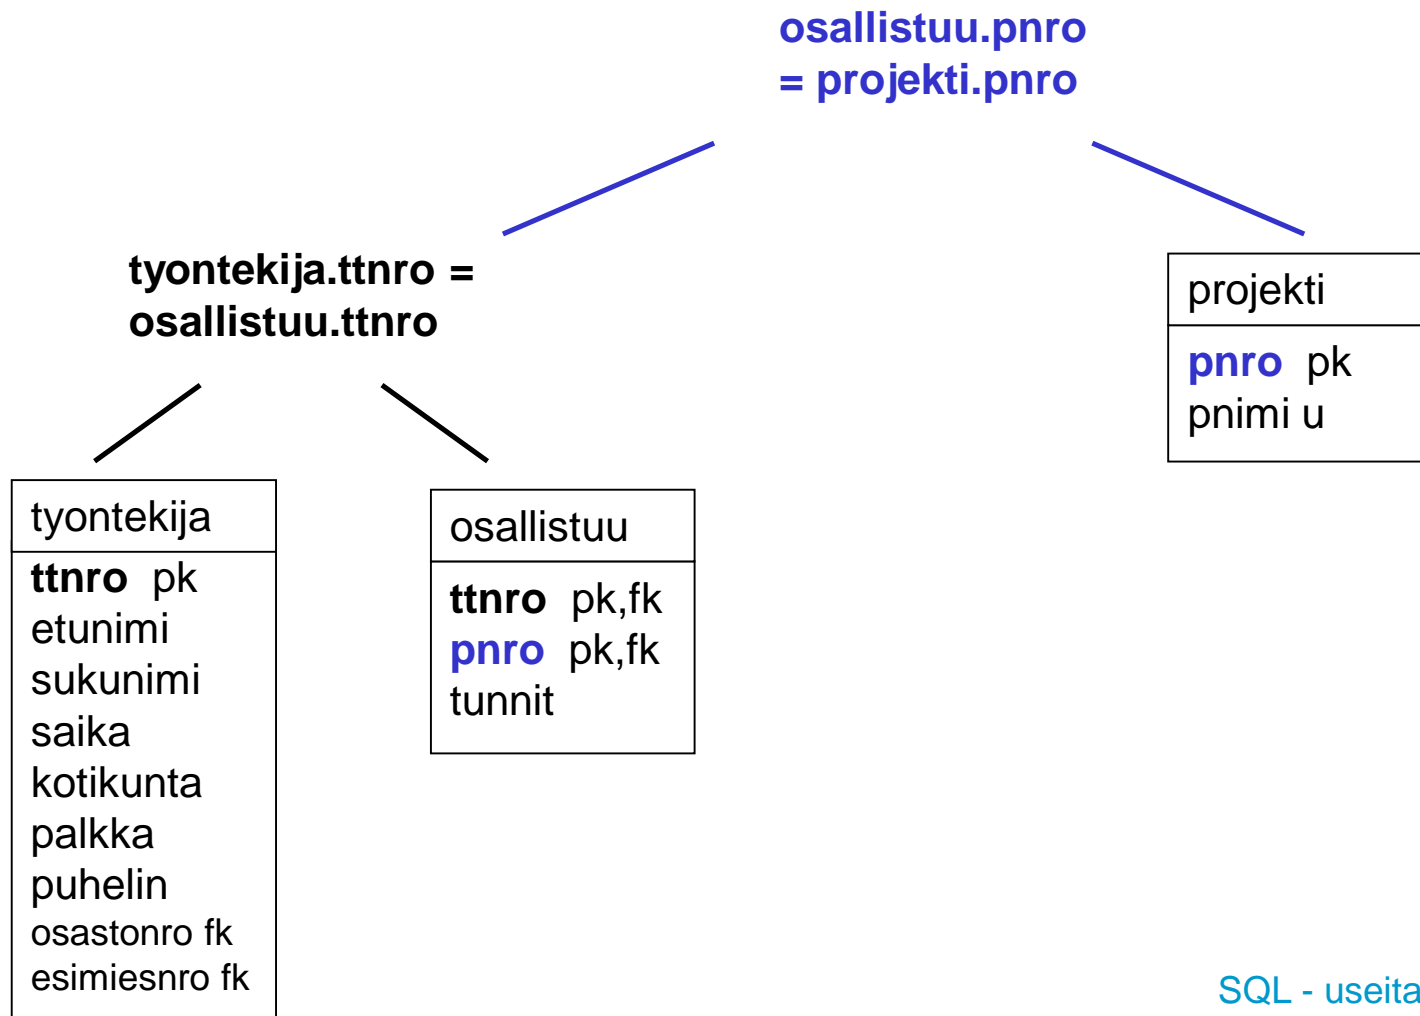 osallistuu.pnro
= projekti.pnro
tyontekija.ttnro =
osallistuu.ttnro
projekti
pnro pk
pnimi u
tyontekija
ttnro pk
etunimi
sukunimi
saika
kotikunta
palkka
puhelin
osastonro fk
esimiesnro fk
osallistuu
ttnro pk,fk
pnro pk,fk
tunnit
SQL - useita